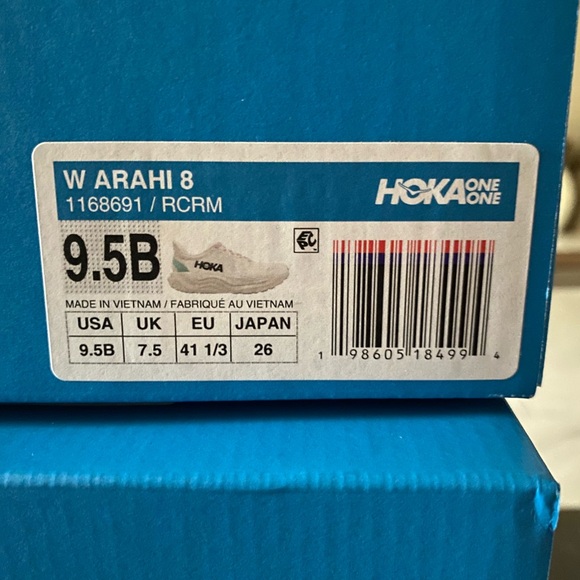 W ARAHI 8
1168691 / RCRM
HOKA ONE ONE
9.5B
HOKA
MADE IN VIETNAM / FABRIQUÉ AU VIETNAM
USA UK EU JAPAN
9.5B 7.5 41 1/3 26
1 98605 18499 4